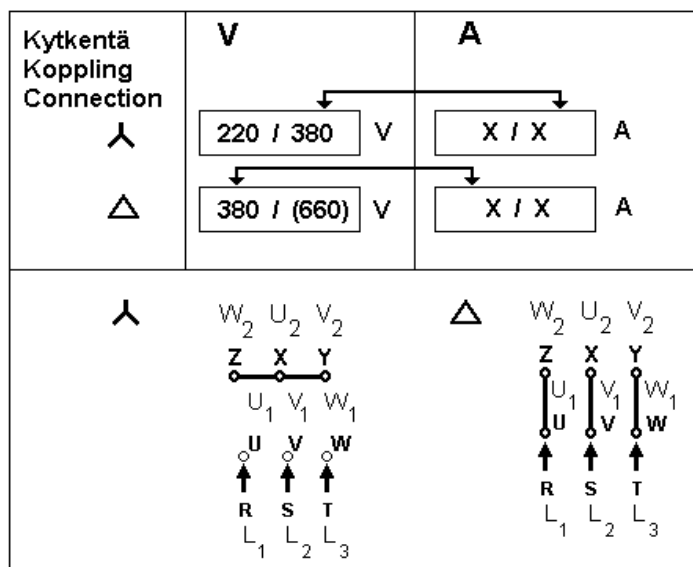 Kytkentä V A
Koppling
Connection
220 / 380 V X / X A
380 / (660) V X / X A
W2 U2 V2 W2 U2 V2
Z X Y Z X Y
U1 V1 W1 U1 V1 W1
U V W U V W
R S T R S T
L1 L2 L3 L1 L2 L3